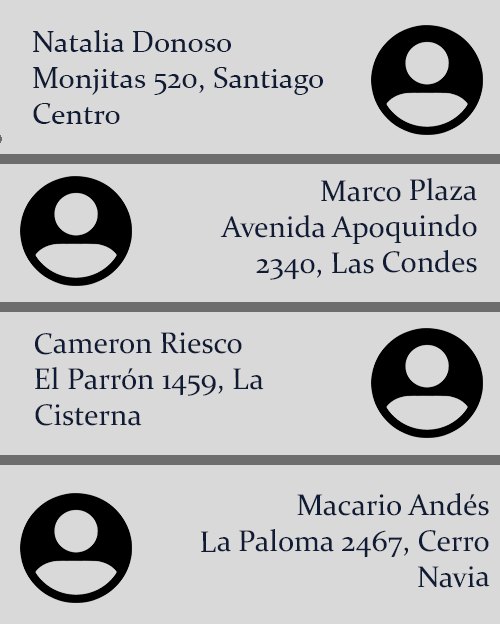 Natalia Donoso
Monjitas 520, Santiago
Centro
Marco Plaza
Avenida Apoquindo
2340, Las Condes
Cameron Riesco
El Parrón 1459, La
Cisterna
Macario Andés
La Paloma 2467, Cerro
Navia